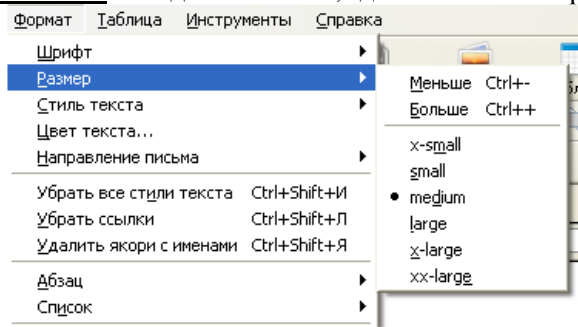 Формат Таблица Инструменты Справка
Шрифт
Размер
Стиль текста
Цвет текста...
Направление письма
Убрать все стили текста Ctrl+Shift+И
Убрать ссылки Ctrl+Shift+Л
Удалить якори с именами Ctrl+Shift+Я
Абзац
Список
Меньше Ctrl+-
Больше Ctrl++
x-small
small
medium
large
x-large
xx-large